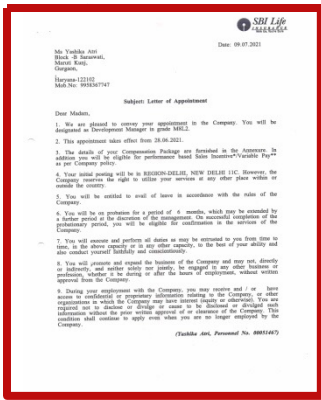 SBI Life
INSURANCE
Date: 09.07.2021
Ms Yashika Atri
Block -B Saraswati,
Maruti Kunj,
Gurgaon,
Haryana-122102
Mob.No: 9958367747
Subject: Letter of Appointment
Dear Madam,
1. We are pleased to convey your appointment in the Company. You will be
designated as Development Manager in grade MSL2.
2. This appointment takes effect from 28.06.2021.
3. The details of your Compensation Package are furnished in the Annexure. In
addition you will be eligible for performance based Sales Incentive*/Variable Pay**
as per Company policy.
4. Your initial posting will be in REGION-DELHI, NEW DELHI 11C. However, the
Company reserves the right to utilize your services at any other place within or
outside the country.
5. You will be entitled to avail of leave in accordance with the rules of the
Company.
6. You will be on probation for a period of 6 months, which may be extended by
a further period at the discretion of the management. On successful completion of the
probationary period, you will be eligible for confirmation in the services of the
Company.
7. You will execute and perform all duties as may be entrusted to you from time to
time, in the above capacity or in any other capacity, to the best of your ability and
also conduct yourself faithfully and conscientiously.
8. You will promote and expand the business of the Company and may not, directly
or indirectly, and neither solely nor jointly, be engaged in any other business or
profession, whether it be during or after the hours of employment, without written
approval from the Company.
9. During your employment with the Company, you may receive and / or have
access to confidential or proprietary information relating to the Company, or other
organizations in which the Company may have interest (equity or otherwise). You are
required not to disclose or divulge or cause to be disclosed or divulged such
information without the prior written approval of or clearance of the Company. This
condition shall continue to apply even when you are no longer employed by the
Company.
(Yashika Atri, Personnel No. 00051467)